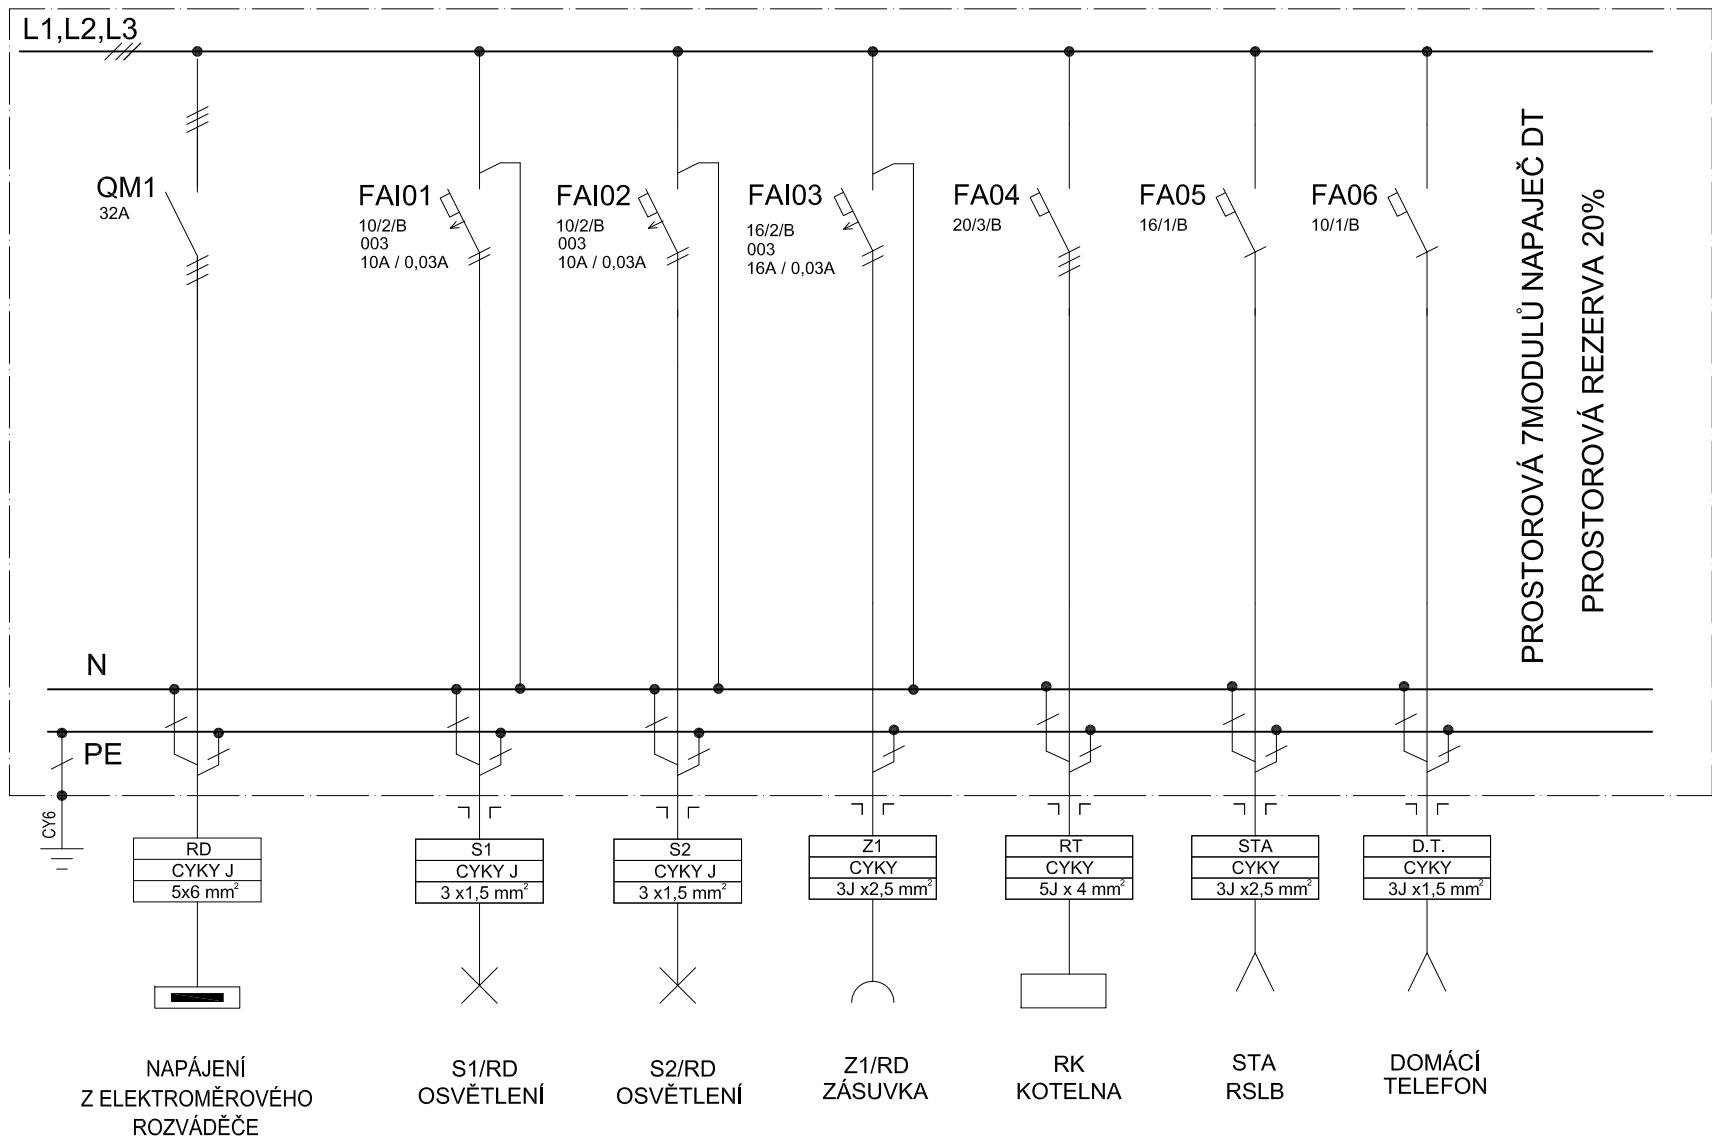 L1,L2,L3
QM1
32A
FAI01
10/2/B
003
10A / 0,03A
FAI02
10/2/B
003
10A / 0,03A
FAI03
16/2/B
003
16A / 0,03A
FA04
20/3/B
FA05
16/1/B
FA06
10/1/B
PROSTOROVÁ 7MODULŮ NAPAJEČ DT
PROSTOROVÁ REZERVA 20%
N
PE
CY6
RD
CYKY J
5x6 mm²
S1
CYKY J
3 x1,5 mm²
S2
CYKY J
3 x1,5 mm²
Z1
CYKY
3J x2,5 mm²
RT
CYKY
5J x 4 mm²
STA
CYKY
3J x2,5 mm²
D.T.
CYKY
3J x1,5 mm²
NAPÁJENÍ
Z ELEKTROMĚROVÉHO
ROZVÁDĚČE
S1/RD
OSVĚTLENÍ
S2/RD
OSVĚTLENÍ
Z1/RD
ZÁSUVKA
RK
KOTELNA
STA
RSLB
DOMÁCÍ
TELEFON